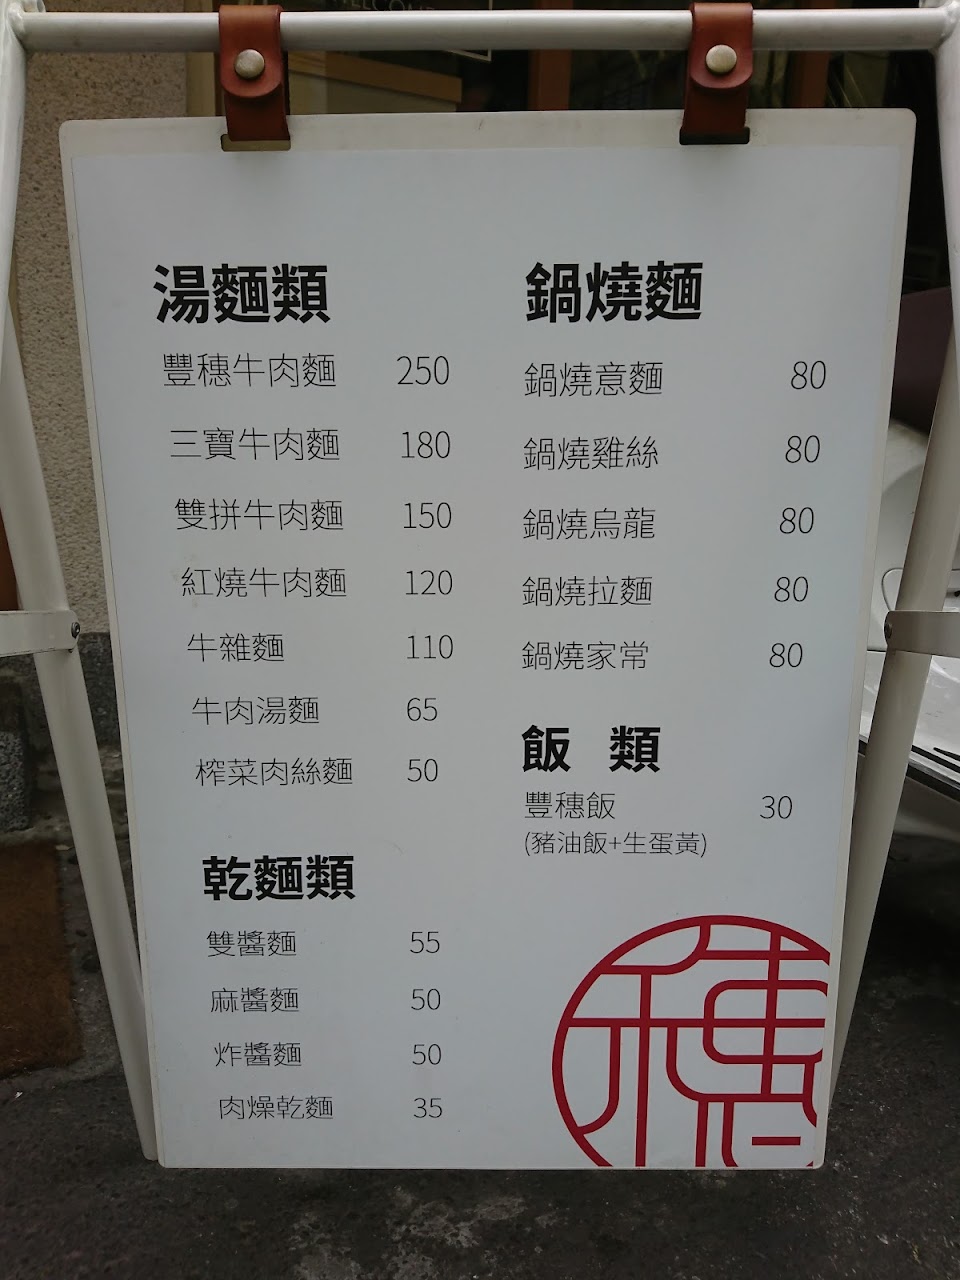 WELCOME
湯麵類
豐穗牛肉麵 250
三寶牛肉麵 180
雙拼牛肉麵 150
紅燒牛肉麵 120
牛雜麵 110
牛肉湯麵 65
榨菜肉絲麵 50
乾麵類
雙醬麵 55
麻醬麵 50
炸醬麵 50
肉燥乾麵 35
鍋燒麵
鍋燒意麵 80
鍋燒雞絲 80
鍋燒烏龍 80
鍋燒拉麵 80
鍋燒家常 80
飯 類
豐穗飯 30
(豬油飯+生蛋黃)
穗